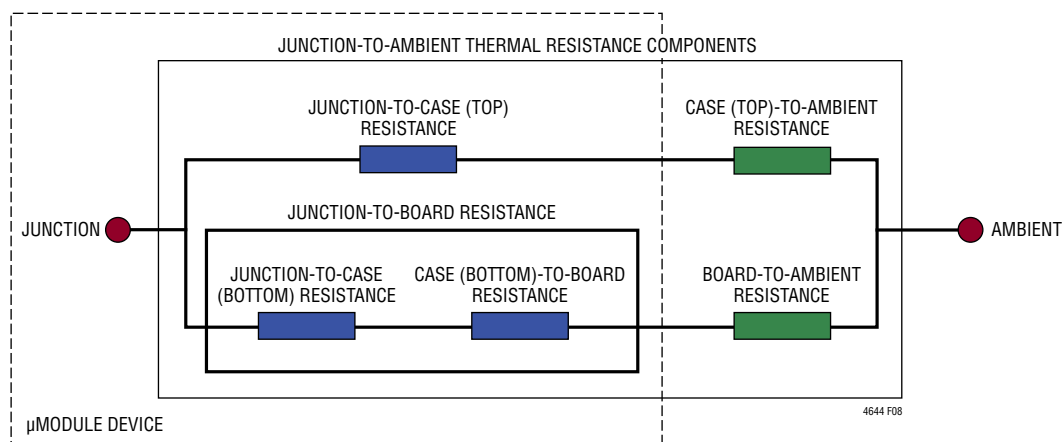 JUNCTION-TO-AMBIENT THERMAL RESISTANCE COMPONENTS
JUNCTION-TO-CASE (TOP)
RESISTANCE
CASE (TOP)-TO-AMBIENT
RESISTANCE
JUNCTION-TO-BOARD RESISTANCE
JUNCTION
AMBIENT
JUNCTION-TO-CASE
(BOTTOM) RESISTANCE
CASE (BOTTOM)-TO-BOARD
RESISTANCE
BOARD-TO-AMBIENT
RESISTANCE
4644 F08
µMODULE DEVICE